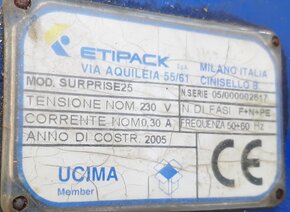 ETIPACK S.p.A.
VIA AQUILEIA 55/61 MILANO ITALIA
CINISELLO B.
MOD. SURPRISE25 N.SERIE 05/000002617
TENSIONE NOM. 230 V N. DI FASI F+N+PE
CORRENTE NOM 0,30 A FREQUENZA 50÷60 Hz
ANNO DI COSTR. 2005
UCIMA
Member
CE